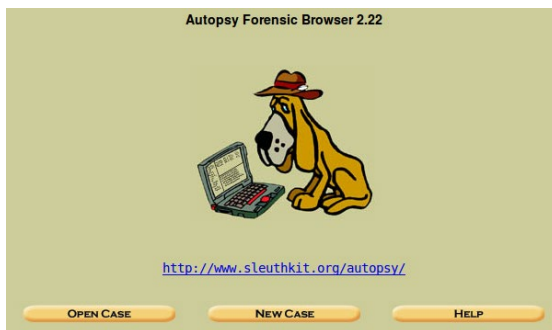 Autopsy Forensic Browser 2.22
http://www.sleuthkit.org/autopsy/
OPEN CASE
NEW CASE
HELP